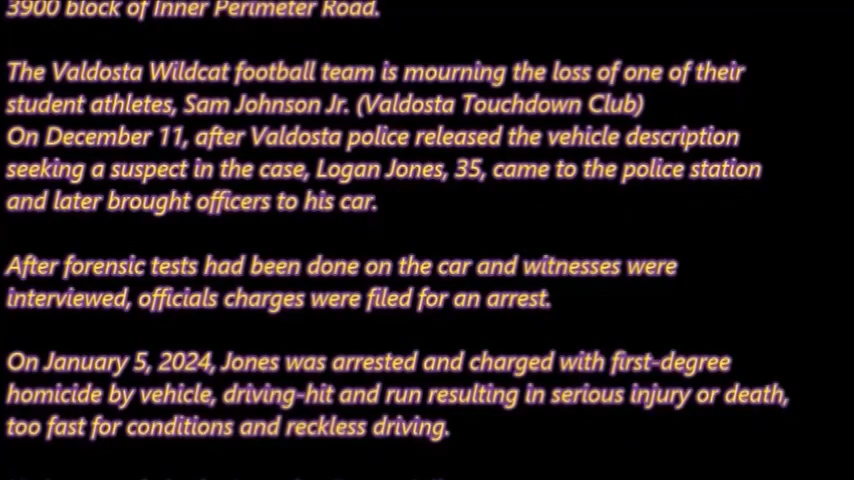 3900 block of Inner Perimeter Road.
The Valdosta Wildcat football team is mourning the loss of one of their
student athletes, Sam Johnson Jr. (Valdosta Touchdown Club)
On December 11, after Valdosta police released the vehicle description
seeking a suspect in the case, Logan Jones, 35, came to the police station
and later brought officers to his car.
After forensic tests had been done on the car and witnesses were
interviewed, officials charges were filed for an arrest.
On January 5, 2024, Jones was arrested and charged with first-degree
homicide by vehicle, driving-hit and run resulting in serious injury or death,
too fast for conditions and reckless driving.